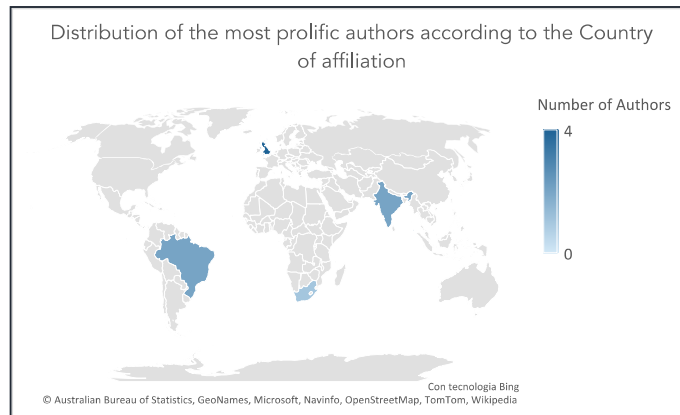 Distribution of the most prolific authors according to the Country
of affiliation
Number of Authors
4
0
Con tecnologia Bing
© Australian Bureau of Statistics, GeoNames, Microsoft, Navinfo, OpenStreetMap, TomTom, Wikipedia